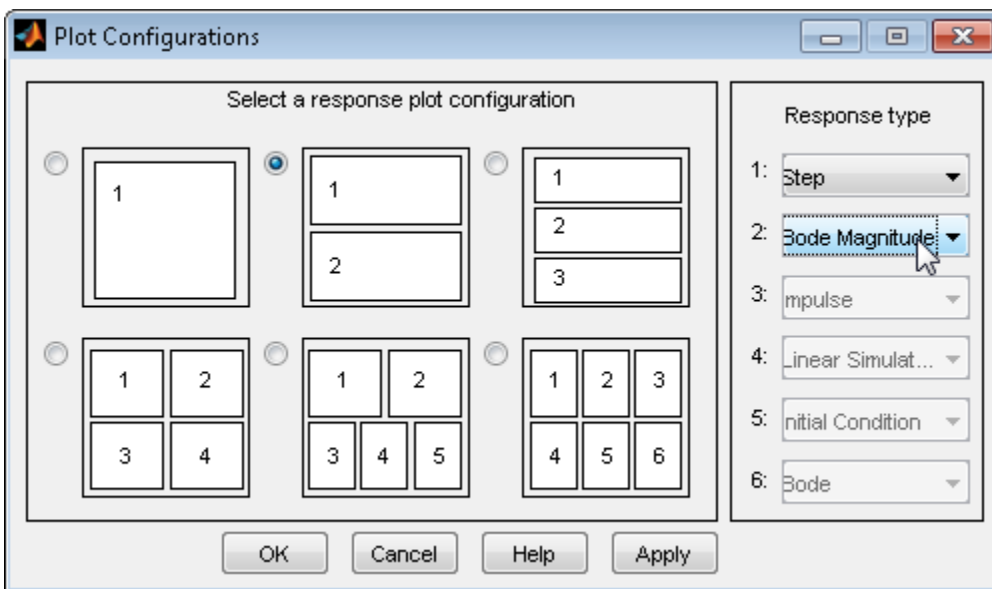 Plot Configurations
Select a response plot configuration
1
1
2
1
2
3
1 2
3 4
1 2
3 4 5
1 2 3
4 5 6
Response type
1: Step
2: Bode Magnitude
3: mpulse
4: Linear Simulat...
5: nitial Condition
6: Bode
OK Cancel Help Apply